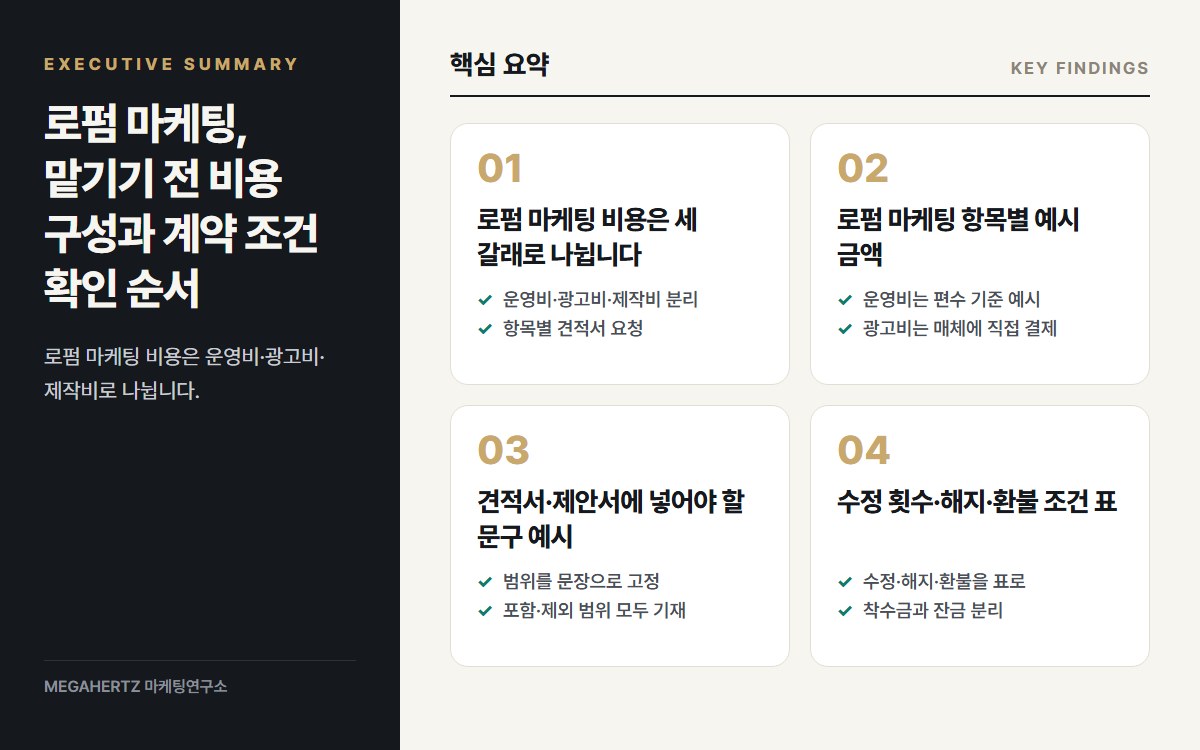 EXECUTIVE SUMMARY
로펌 마케팅,
맡기기 전 비용
구성과 계약 조건
확인 순서
로펌 마케팅 비용은 운영비·광고비·
제작비로 나뉩니다.
MEGAHERTZ 마케팅연구소
핵심 요약
KEY FINDINGS
01
로펌 마케팅 비용은 세
갈래로 나뉩니다
✓ 운영비·광고비·제작비 분리
✓ 항목별 견적서 요청
02
로펌 마케팅 항목별 예시
금액
✓ 운영비는 편수 기준 예시
✓ 광고비는 매체에 직접 결제
03
견적서·제안서에 넣어야 할
문구 예시
✓ 범위를 문장으로 고정
✓ 포함·제외 범위 모두 기재
04
수정 횟수·해지·환불 조건 표
✓ 수정·해지·환불을 표로
✓ 착수금과 잔금 분리